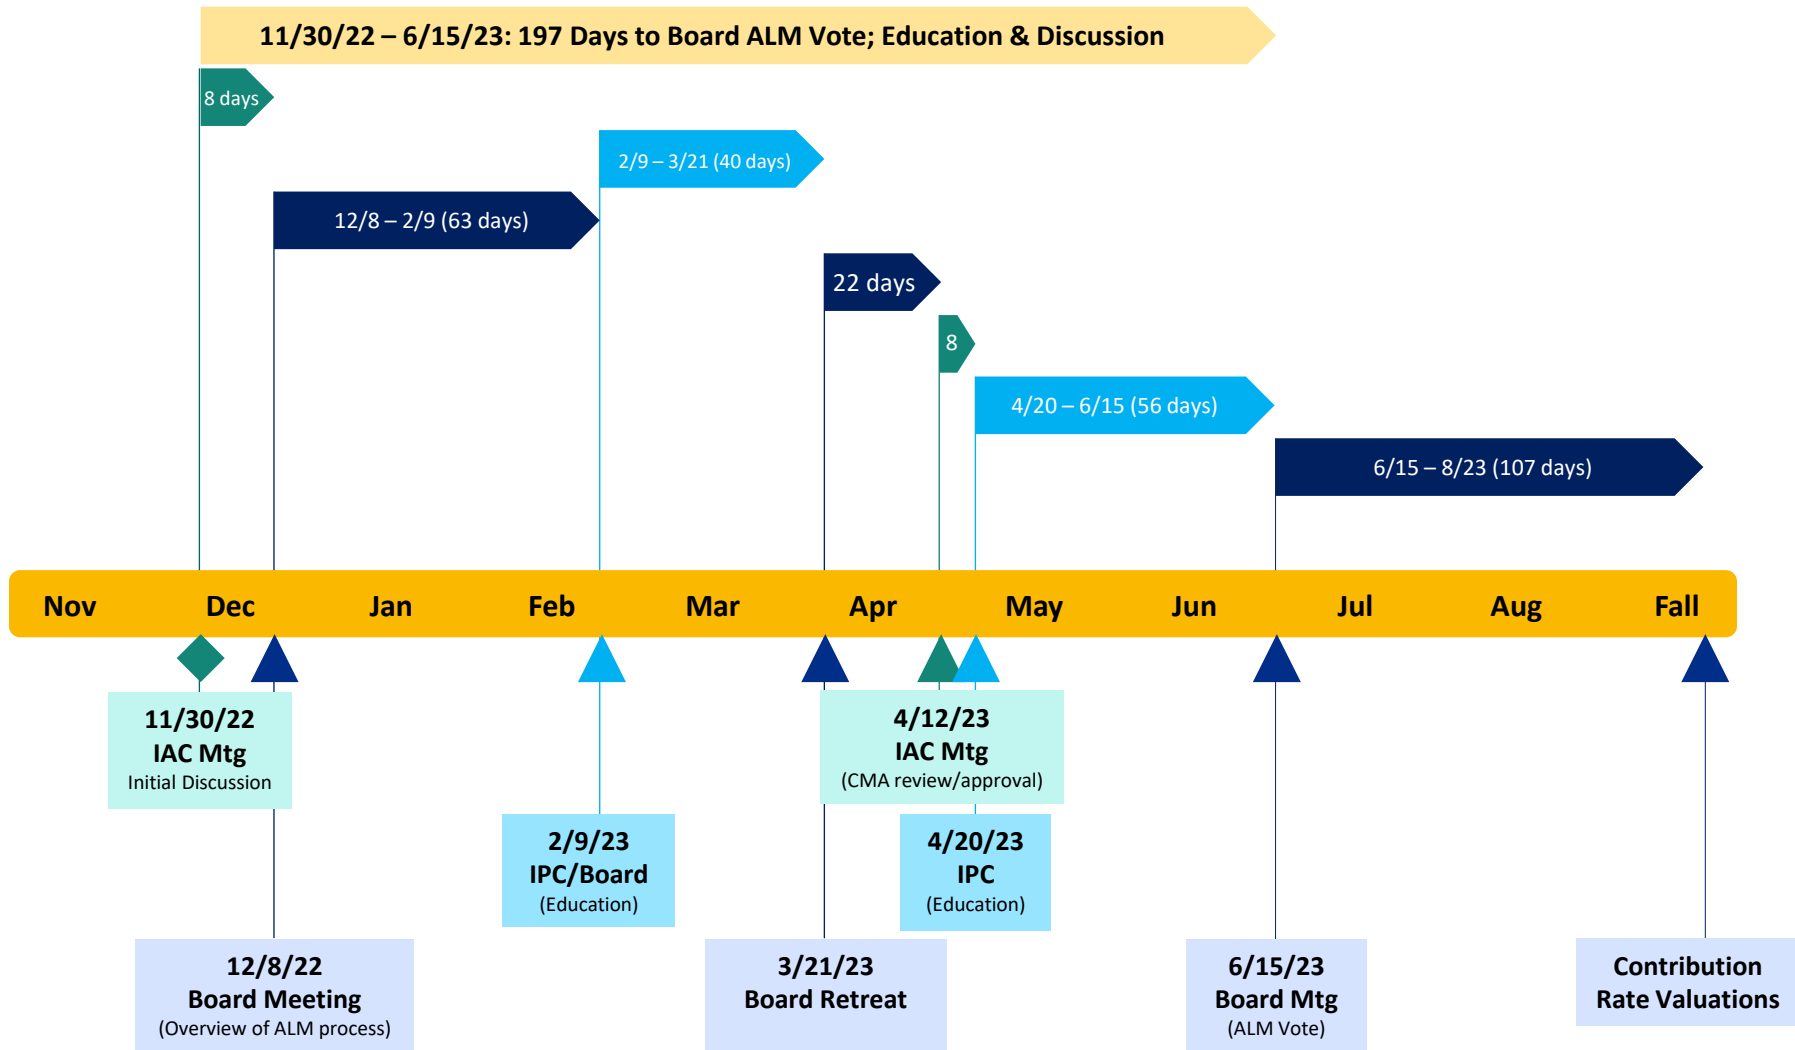 11/30/22 – 6/15/23: 197 Days to Board ALM Vote; Education & Discussion
8 days
2/9 – 3/21 (40 days)
12/8 – 2/9 (63 days)
22 days
8
4/20 – 6/15 (56 days)
6/15 – 8/23 (107 days)
Nov Dec Jan Feb Mar Apr May Jun Jul Aug Fall
11/30/22
IAC Mtg
Initial Discussion
4/12/23
IAC Mtg
(CMA review/approval)
2/9/23
IPC/Board
(Education)
4/20/23
IPC
(Education)
12/8/22
Board Meeting
(Overview of ALM process)
3/21/23
Board Retreat
6/15/23
Board Mtg
(ALM Vote)
Contribution
Rate Valuations